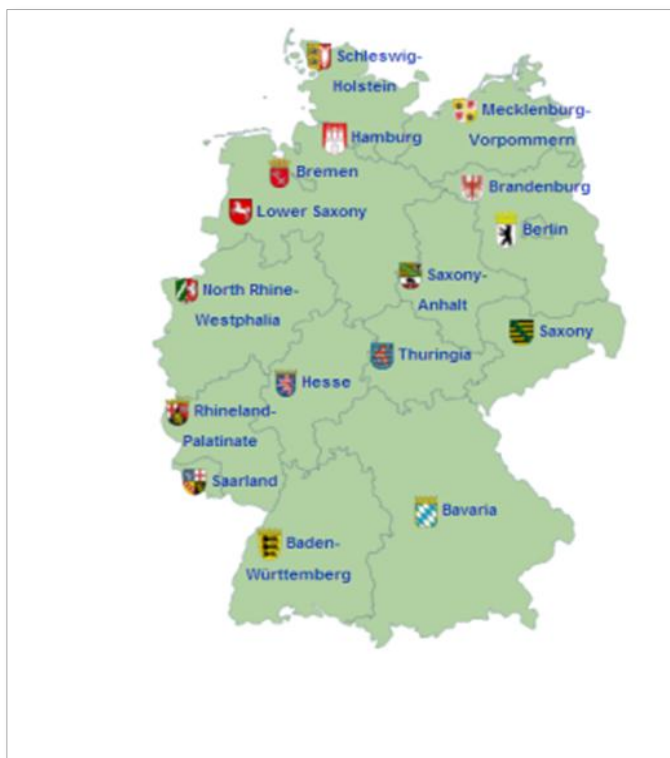 Schleswig-
Holstein
Mecklenburg-
Vorpommern
Hamburg
Bremen
Brandenburg
Lower Saxony
Berlin
Saxony-
Anhalt
North Rhine-
Westphalia
Saxony
Thuringia
Hesse
Rhineland-
Palatinate
Saarland
Bavaria
Baden-
Württemberg